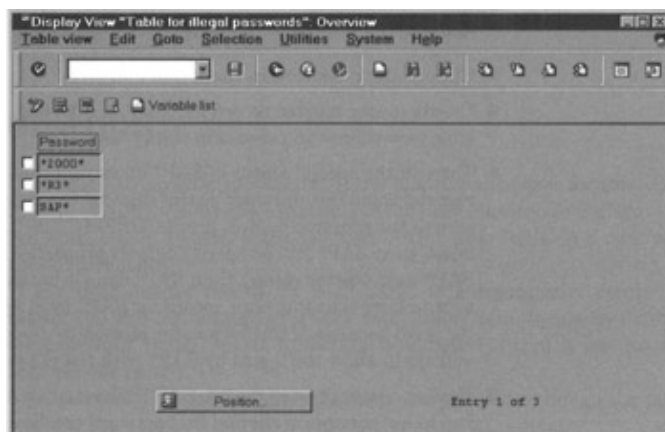 Display View "Table for illegal passwords": Overview
Table view Edit Goto Selection Utilities System Help
Variable list
Password
*2000*
*R3*
SAP*
Position...
Entry 1 of 3